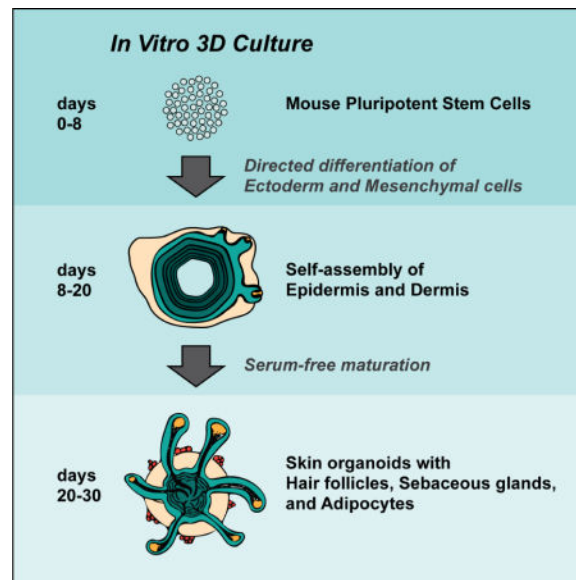 In Vitro 3D Culture
days
0-8
Mouse Pluripotent Stem Cells
Directed differentiation of
Ectoderm and Mesenchymal cells
days
8-20
Self-assembly of
Epidermis and Dermis
Serum-free maturation
days
20-30
Skin organoids with
Hair follicles, Sebaceous glands,
and Adipocytes